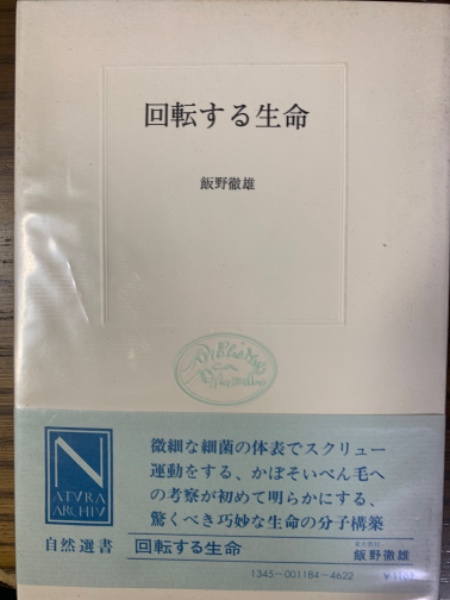 回転する生命
飯野徹雄
微細な細菌の体表でスクリュー
運動をする、かぼそいべん毛へ
の考察が初めて明らかにする、
驚くべき巧妙な生命の分子構築
N
NATVRA
ARCHIV
自然選書
回転する生命
飯野徹雄
1345-001184-4622